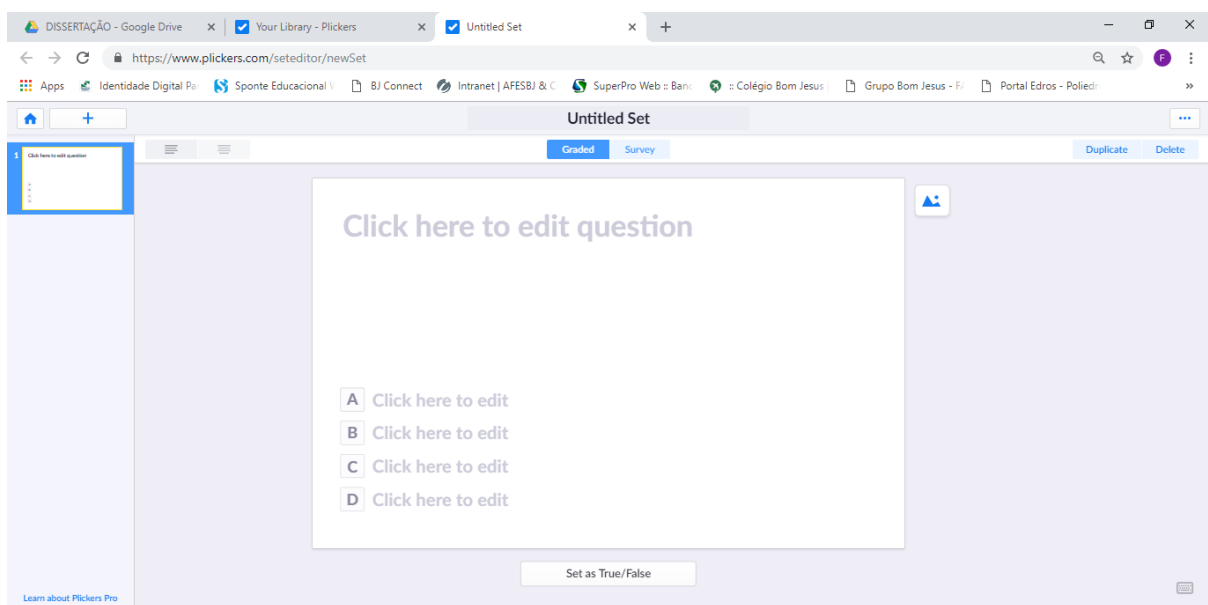 DISSERTAÇÃO - Google Drive
Your Library - Plickers
Untitled Set
https://www.plickers.com/seteditor/newSet
F
Apps
Identidade Digital Pa
Sponte Educacional
BJ Connect
Intranet | AFESBJ & C
SuperPro Web :: Banc
:: Colégio Bom Jesus
Grupo Bom Jesus - F
Portal Edros - Poliedr
»
Untitled Set
1 Click here to edit question
Graded Survey
Duplicate Delete
Click here to edit question
A Click here to edit
B Click here to edit
C Click here to edit
D Click here to edit
Set as True/False
Learn about Plickers Pro